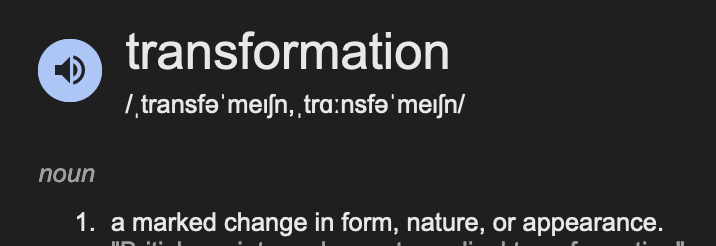 transformation
/ˌtransfəˈmeɪʃn,ˌtrɑːnsfəˈmeɪʃn/
noun
1. a marked change in form, nature, or appearance.